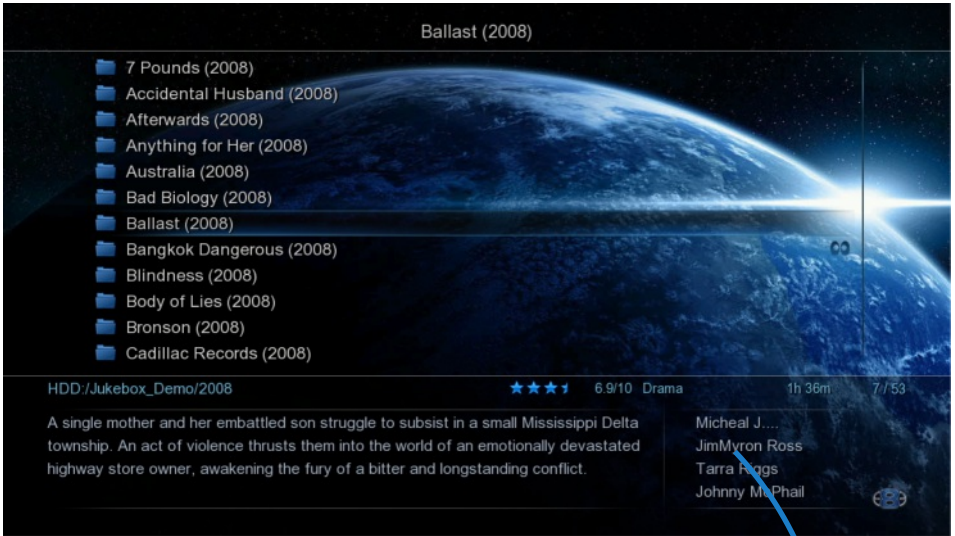 Ballast (2008)
7 Pounds (2008)
Accidental Husband (2008)
Afterwards (2008)
Anything for Her (2008)
Australia (2008)
Bad Biology (2008)
Ballast (2008)
Bangkok Dangerous (2008)
Blindness (2008)
Body of Lies (2008)
Bronson (2008)
Cadillac Records (2008)
HDD:/Jukebox_Demo/2008 6.9/10 Drama 1h 36m 7 / 53
A single mother and her embattled son struggle to subsist in a small Mississippi Delta
township. An act of violence thrusts them into the world of an emotionally devastated
highway store owner, awakening the fury of a bitter and longstanding conflict.
Micheal J....
JimMyron Ross
Tarra Riggs
Johnny McPhail